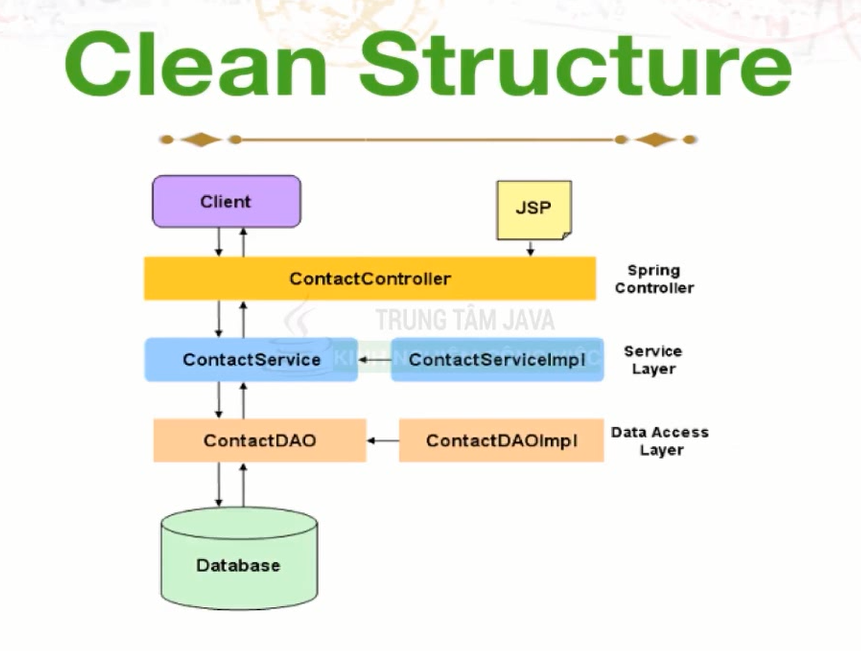 Clean Structure
Client
JSP
ContactController
Spring
Controller
TRUNG TÂM JAVA
ContactService
ContactServiceImpl
Service
Layer
ContactDAO
ContactDAOImpl
Data Access
Layer
Database